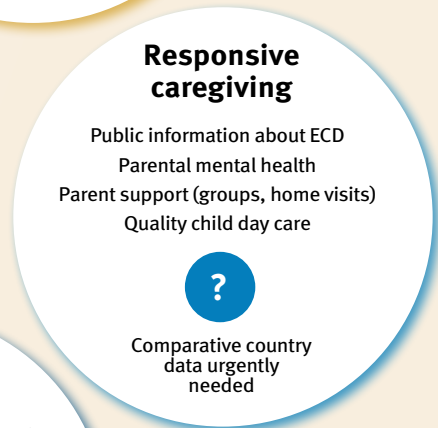 Responsive
caregiving
Public information about ECD
Parental mental health
Parent support (groups, home visits)
Quality child day care
?
Comparative country
data urgently
needed